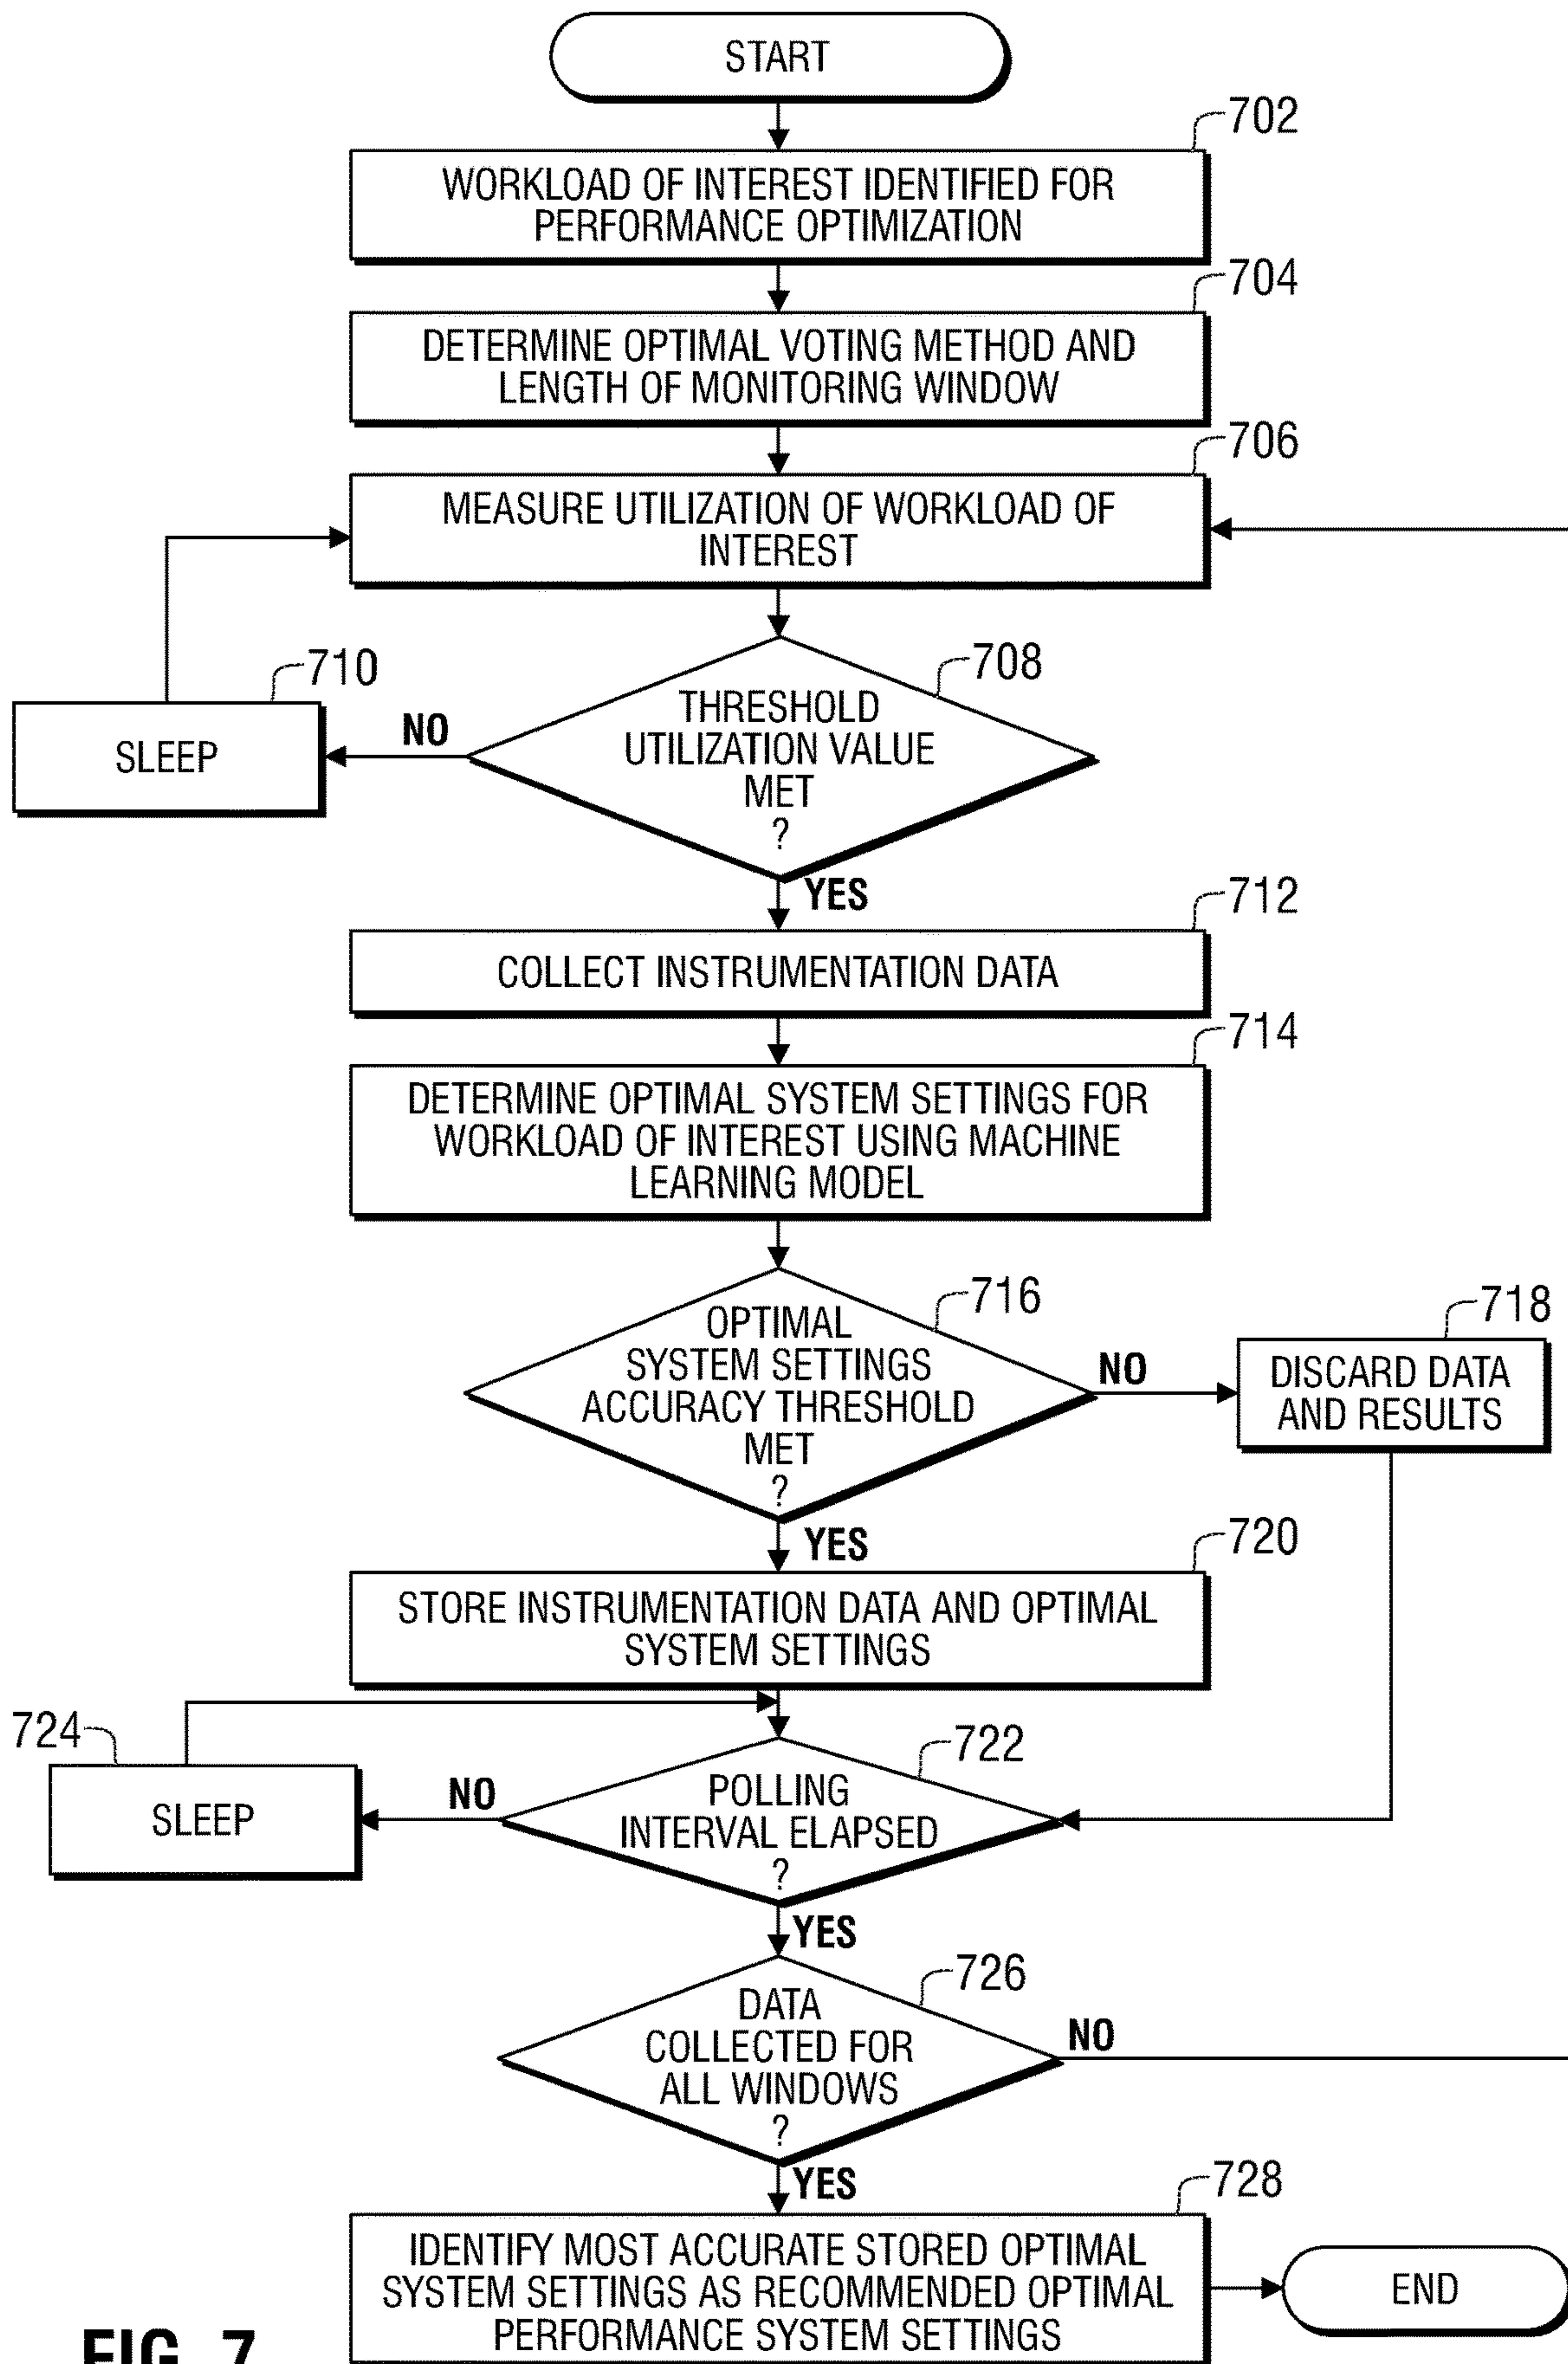 START
702
WORKLOAD OF INTEREST IDENTIFIED FOR
PERFORMANCE OPTIMIZATION
704
DETERMINE OPTIMAL VOTING METHOD AND
LENGTH OF MONITORING WINDOW
706
MEASURE UTILIZATION OF WORKLOAD OF
INTEREST
708
THRESHOLD
UTILIZATION VALUE
MET
?
NO
710
SLEEP
YES
712
COLLECT INSTRUMENTATION DATA
714
DETERMINE OPTIMAL SYSTEM SETTINGS FOR
WORKLOAD OF INTEREST USING MACHINE
LEARNING MODEL
716
OPTIMAL
SYSTEM SETTINGS
ACCURACY THRESHOLD
MET
?
NO
718
DISCARD DATA
AND RESULTS
YES
720
STORE INSTRUMENTATION DATA AND OPTIMAL
SYSTEM SETTINGS
722
POLLING
INTERVAL ELAPSED
?
NO
724
SLEEP
YES
726
DATA
COLLECTED FOR
ALL WINDOWS
?
NO
YES
728
IDENTIFY MOST ACCURATE STORED OPTIMAL
SYSTEM SETTINGS AS RECOMMENDED OPTIMAL
PERFORMANCE SYSTEM SETTINGS
END
FIG. 7